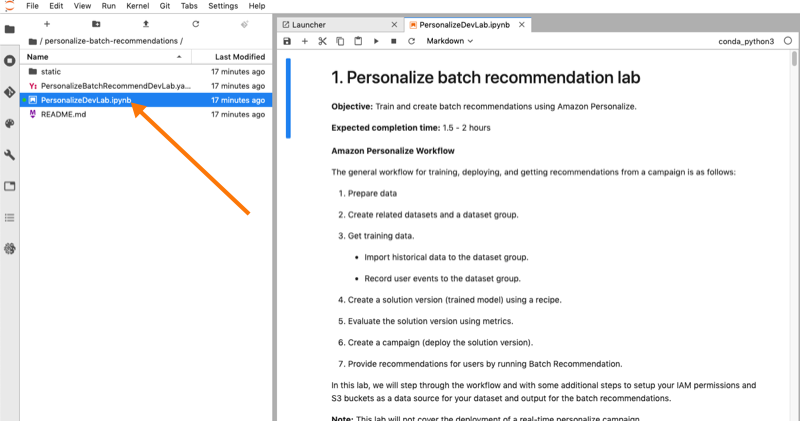 File Edit View Run Kernel Git Tabs Settings Help
/ personalize-batch-recommendations /
Name Last Modified
static 17 minutes ago
Y: PersonalizeBatchRecommendDevLab.ya... 17 minutes ago
PersonalizeDevLab.ipynb 17 minutes ago
README.md 17 minutes ago
Launcher PersonalizeDevLab.ipynb
Markdown conda_python3
1. Personalize batch recommendation lab
Objective: Train and create batch recommendations using Amazon Personalize.
Expected completion time: 1.5 - 2 hours
Amazon Personalize Workflow
The general workflow for training, deploying, and getting recommendations from a campaign is as follows:
1. Prepare data
2. Create related datasets and a dataset group.
3. Get training data.
• Import historical data to the dataset group.
• Record user events to the dataset group.
4. Create a solution version (trained model) using a recipe.
5. Evaluate the solution version using metrics.
6. Create a campaign (deploy the solution version).
7. Provide recommendations for users by running Batch Recommendation.
In this lab, we will step through the workflow and with some additional steps to setup your IAM permissions and
S3 buckets as a data source for your dataset and output for the batch recommendations.
Note: This lab will not cover the deployment of a real-time personalize campaign